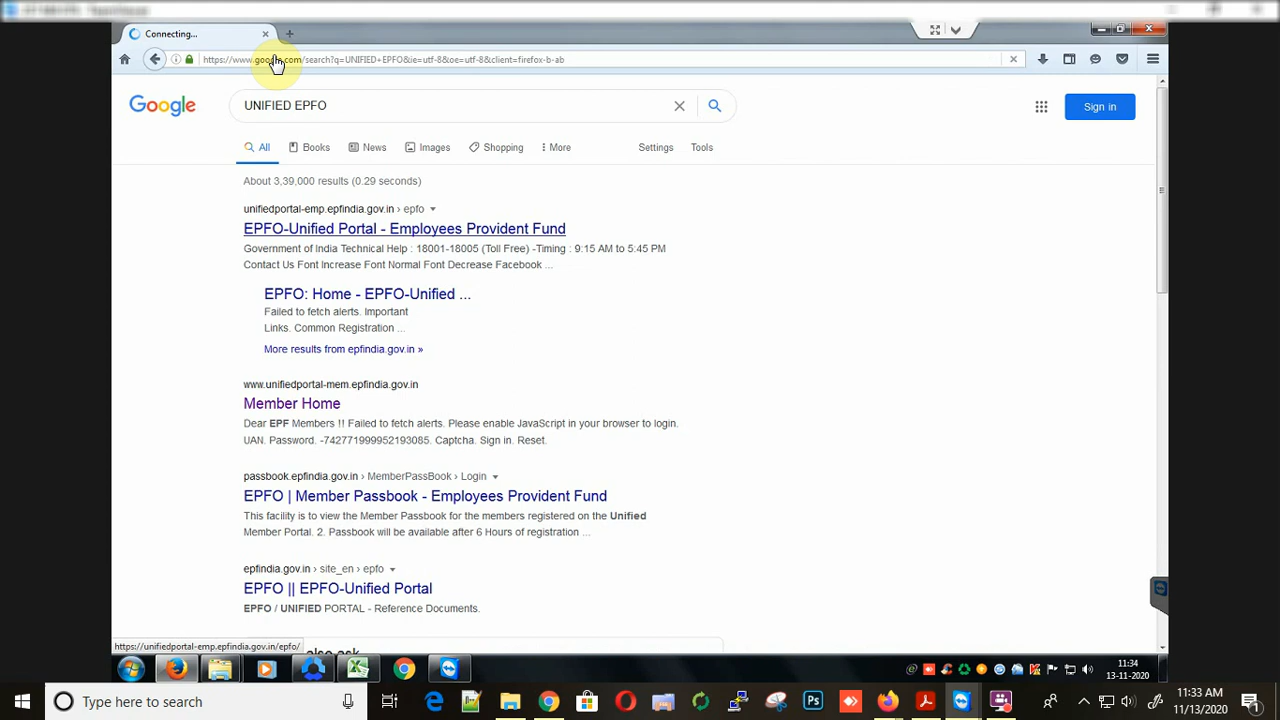 Connecting...
https://www.google.com/search?q=UNIFIED+EPFO&ie=utf-8&oe=utf-8&client=firefox-b-ab
Google
UNIFIED EPFO
Sign in
All Books News Images Shopping More Settings Tools
About 3,39,000 results (0.29 seconds)
unifiedportal-emp.epfindia.gov.in › epfo
EPFO-Unified Portal - Employees Provident Fund
Government of India Technical Help : 18001-18005 (Toll Free) -Timing : 9:15 AM to 5:45 PM
Contact Us Font Increase Font Normal Font Decrease Facebook ...
EPFO: Home - EPFO-Unified ...
Failed to fetch alerts. Important
Links. Common Registration ...
More results from epfindia.gov.in »
www.unifiedportal-mem.epfindia.gov.in
Member Home
Dear EPF Members !! Failed to fetch alerts. Please enable JavaScript in your browser to login.
UAN. Password. -742771999952193085. Captcha. Sign in. Reset.
passbook.epfindia.gov.in › MemberPassBook › Login
EPFO | Member Passbook - Employees Provident Fund
This facility is to view the Member Passbook for the members registered on the Unified
Member Portal. 2. Passbook will be available after 6 Hours of registration ...
epfindia.gov.in › site_en › epfo
EPFO || EPFO-Unified Portal
EPFO / UNIFIED PORTAL - Reference Documents.
https://unifiedportal-emp.epfindia.gov.in/epfo/
also ask
11:34
13-11-2020
Type here to search
Ps
11:33 AM
11/13/2020